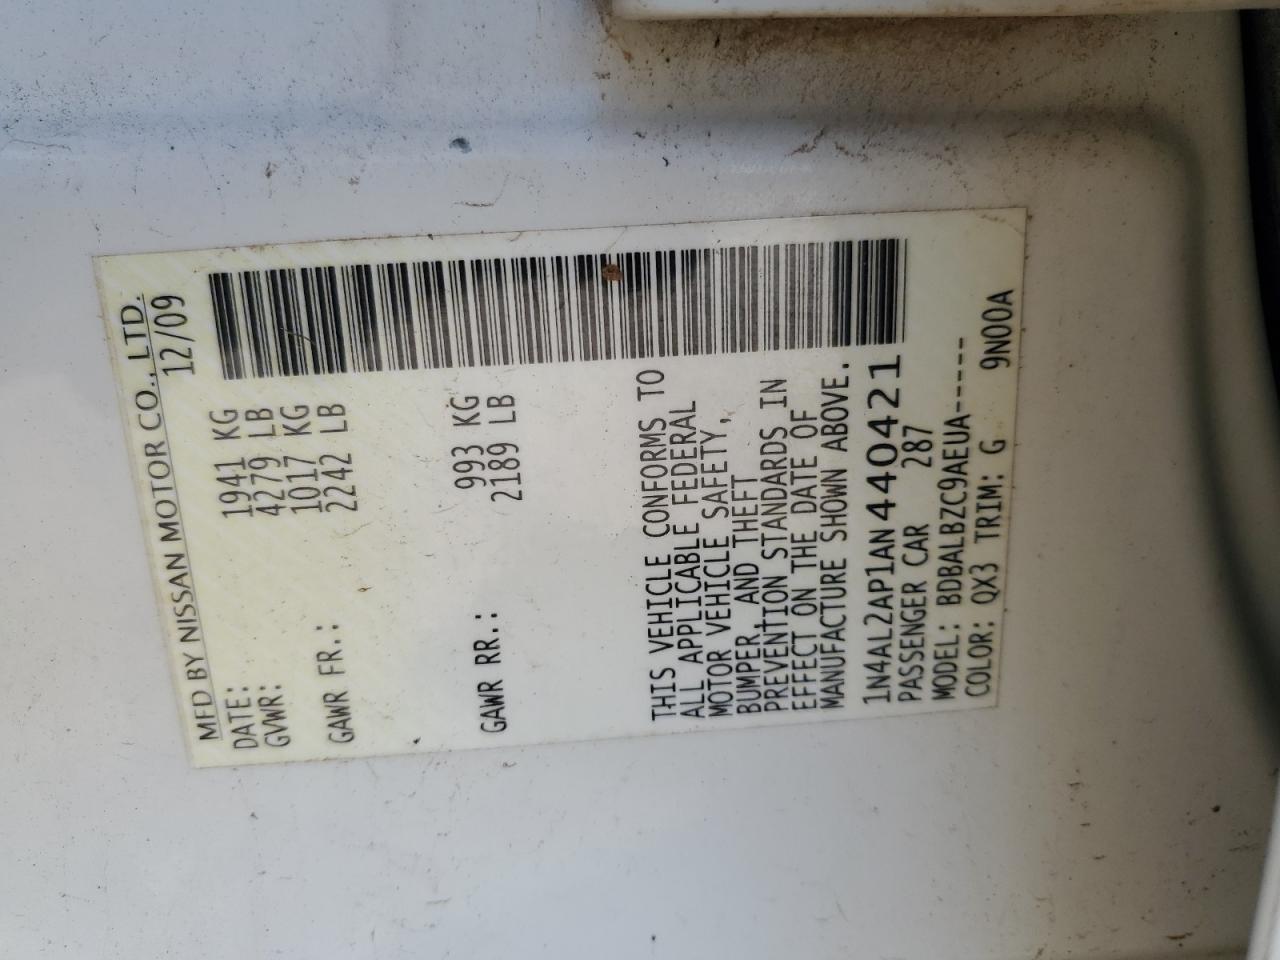 MFD BY NISSAN MOTOR CO., LTD.
DATE: 12/09
GVWR: 1941 KG
4279 LB
GAWR FR.: 1017 KG
2242 LB
GAWR RR.: 993 KG
2189 LB
THIS VEHICLE CONFORMS TO
ALL APPLICABLE FEDERAL
MOTOR VEHICLE SAFETY,
BUMPER, AND THEFT
PREVENTION STANDARDS IN
EFFECT ON THE DATE OF
MANUFACTURE SHOWN ABOVE.
1N4AL2AP1AN440421
PASSENGER CAR 287
MODEL: BDBALBZC9AEUA-----
COLOR: QX3 TRIM: G 9N00A